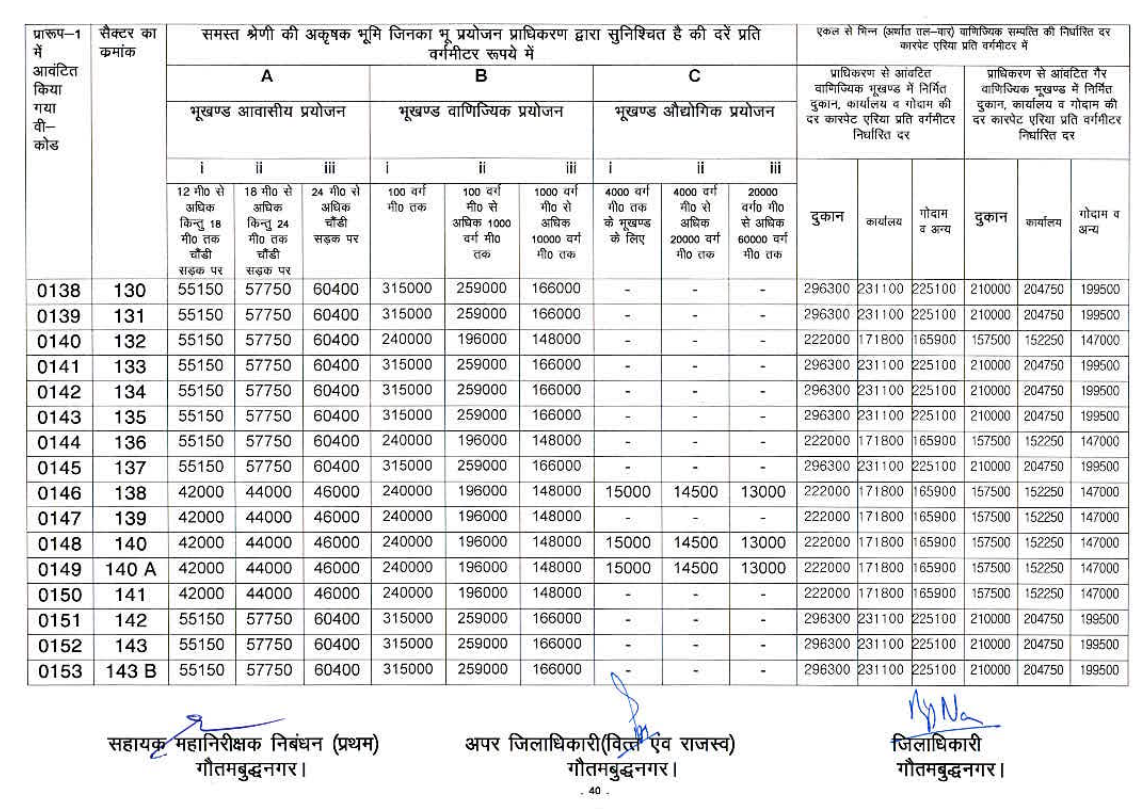 प्रारूप–1 में आवंटित किया गया वी–कोड
सैक्टर का कमांक
समस्त श्रेणी की अकृषक भूमि जिनका भू प्रयोजन प्राधिकरण द्वारा सुनिश्चित है की दरें प्रति
वर्गमीटर रूपये में
एकल से भिन्न (अर्थात तल–वार) वाणिज्यिक सम्पत्ति की निर्धारित दर
कारपेट एरिया प्रति वर्गमीटर में
A
B
C
भूखण्ड आवासीय प्रयोजन
भूखण्ड वाणिज्यिक प्रयोजन
भूखण्ड औद्योगिक प्रयोजन
प्राधिकरण से आंवटित
वाणिज्यिक भूखण्ड में निर्मित
दुकान, कार्यालय व गोदाम की
दर कारपेट एरिया प्रति वर्गमीटर
निर्धारित दर
प्राधिकरण से आंवटित गैर
वाणिज्यिक भूखण्ड में निर्मित
दुकान, कार्यालय व गोदाम की
दर कारपेट एरिया प्रति वर्गमीटर
निर्धारित दर
i ii iii i ii iii i ii iii
12 मी0 से अधिक किन्तु 18 मी0 तक चौंडी सड़क पर
18 मी0 से अधिक किन्तु 24 मी0 तक चौंडी सड़क पर
24 मी0 से अधिक चौंडी सड़क पर
100 वर्ग मी0 तक
100 वर्ग मी0 से अधिक 1000 वर्ग मी0 तक
1000 वर्ग मी0 से अधिक 10000 वर्ग मी0 तक
4000 वर्ग मी0 तक के भूखण्ड के लिए
4000 वर्ग मी0 से अधिक 20000 वर्ग मी0 तक
20000 वर्ग0 मी0 से अधिक 60000 वर्ग मी0 तक
दुकान
कार्यालय
गोदाम व अन्य
दुकान
कार्यालय
गोदाम व अन्य
0138 130 55150 57750 60400 315000 259000 166000 - - - 296300 231100 225100 210000 204750 199500
0139 131 55150 57750 60400 315000 259000 166000 - - - 296300 231100 225100 210000 204750 199500
0140 132 55150 57750 60400 240000 196000 148000 - - - 222000 171800 165900 157500 152250 147000
0141 133 55150 57750 60400 315000 259000 166000 - - - 296300 231100 225100 210000 204750 199500
0142 134 55150 57750 60400 315000 259000 166000 - - - 296300 231100 225100 210000 204750 199500
0143 135 55150 57750 60400 315000 259000 166000 - - - 296300 231100 225100 210000 204750 199500
0144 136 55150 57750 60400 240000 196000 148000 - - - 222000 171800 165900 157500 152250 147000
0145 137 55150 57750 60400 315000 259000 166000 - - - 296300 231100 225100 210000 204750 199500
0146 138 42000 44000 46000 240000 196000 148000 15000 14500 13000 222000 171800 165900 157500 152250 147000
0147 139 42000 44000 46000 240000 196000 148000 - - - 222000 171800 165900 157500 152250 147000
0148 140 42000 44000 46000 240000 196000 148000 15000 14500 13000 222000 171800 165900 157500 152250 147000
0149 140 A 42000 44000 46000 240000 196000 148000 15000 14500 13000 222000 171800 165900 157500 152250 147000
0150 141 42000 44000 46000 240000 196000 148000 - - - 222000 171800 165900 157500 152250 147000
0151 142 55150 57750 60400 315000 259000 166000 - - - 296300 231100 225100 210000 204750 199500
0152 143 55150 57750 60400 315000 259000 166000 - - - 296300 231100 225100 210000 204750 199500
0153 143 B 55150 57750 60400 315000 259000 166000 - - - 296300 231100 225100 210000 204750 199500
सहायक महानिरीक्षक निबंधन (प्रथम)
गौतमबुद्धनगर।
अपर जिलाधिकारी(वित्त एंव राजस्व)
गौतमबुद्धनगर।
जिलाधिकारी
गौतमबुद्धनगर।
. 40 .